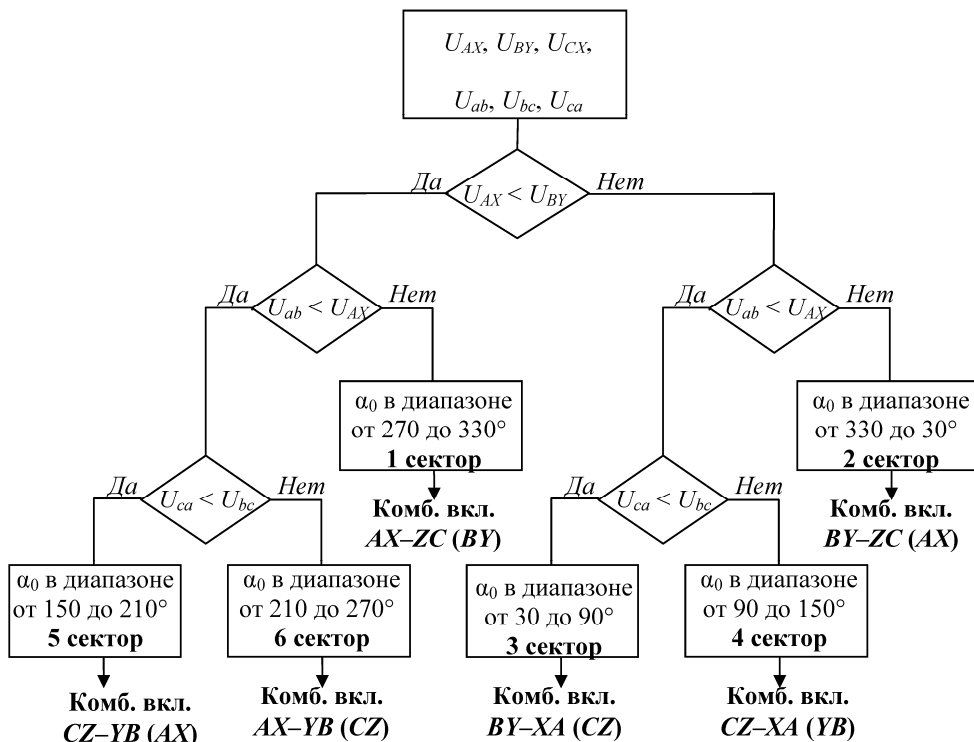 U_AX, U_BY, U_CX,
U_ab, U_bc, U_ca
Да
U_AX < U_BY
Нет
Да
U_ab < U_AX
Нет
Да
U_ab < U_AX
Нет
α₀ в диапазоне
от 270 до 330°
1 сектор
Комб. вкл.
AX–ZC (BY)
α₀ в диапазоне
от 330 до 30°
2 сектор
Комб. вкл.
BY–ZC (AX)
Да
U_ca < U_bc
Нет
Да
U_ca < U_bc
Нет
α₀ в диапазоне
от 150 до 210°
5 сектор
Комб. вкл.
CZ–YB (AX)
α₀ в диапазоне
от 210 до 270°
6 сектор
Комб. вкл.
AX–YB (CZ)
α₀ в диапазоне
от 30 до 90°
3 сектор
Комб. вкл.
BY–XA (CZ)
α₀ в диапазоне
от 90 до 150°
4 сектор
Комб. вкл.
CZ–XA (YB)